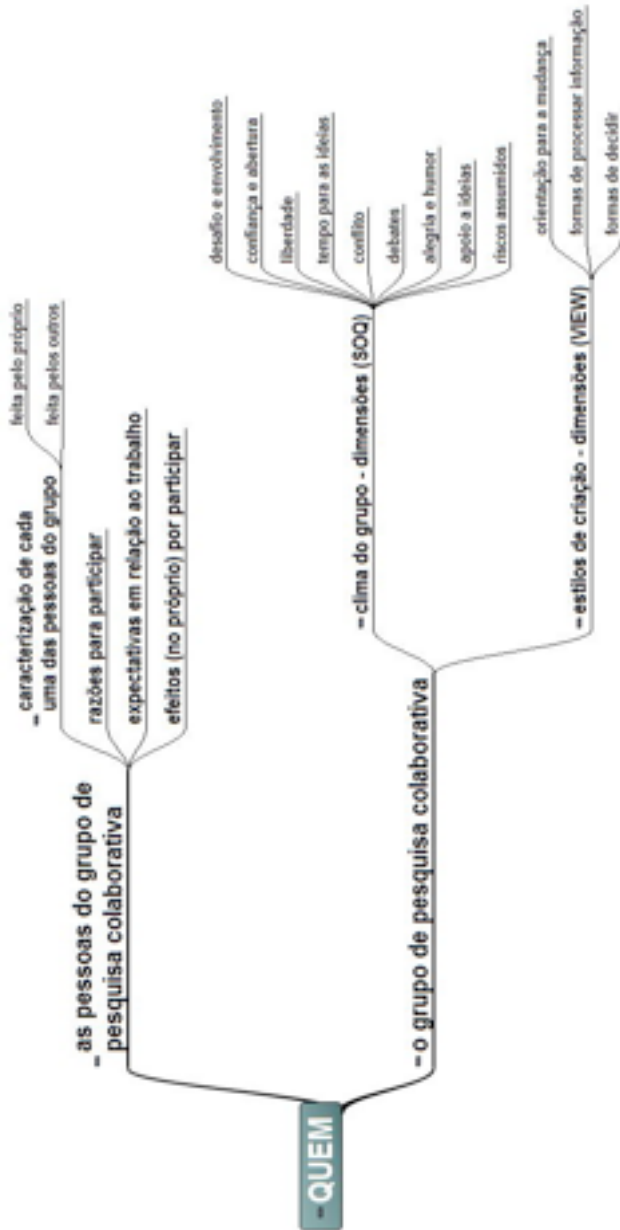 QUEM
as pessoas do grupo de
pesquisa colaborativa
caracterização de cada
uma das pessoas do grupo
feita pelo próprio
feita pelos outros
razões para participar
expectativas em relação ao trabalho
efeitos (no próprio) por participar
o grupo de pesquisa colaborativa
clima do grupo - dimensões (SOQ)
desafio e envolvimento
confiança e abertura
liberdade
tempo para as ideias
conflito
debates
alegria e humor
apoio a ideias
riscos assumidos
estilos de criação - dimensões (VIEW)
orientação para a mudança
formas de processar informação
formas de decidir